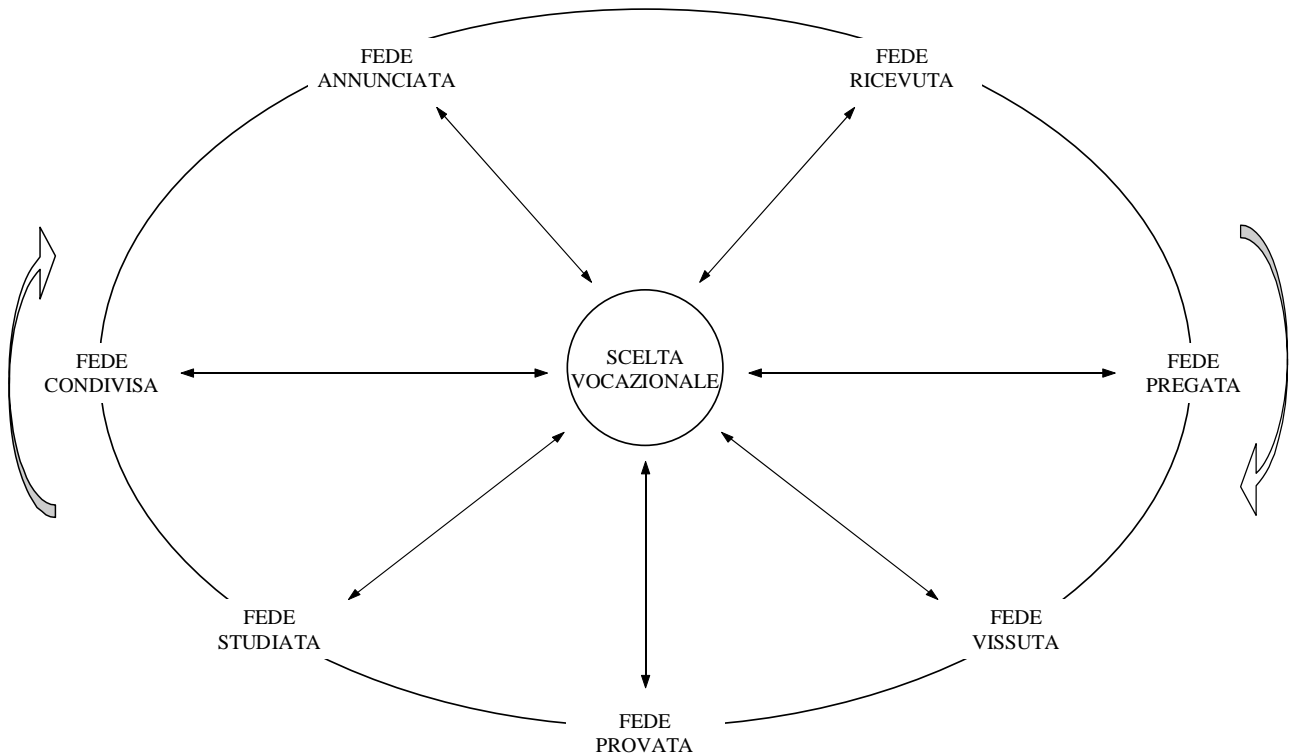 FEDE
ANNUNCIATA
FEDE
RICEVUTA
FEDE
CONDIVISA
SCELTA
VOCAZIONALE
FEDE
PREGATA
FEDE
STUDIATA
FEDE
VISSUTA
FEDE
PROVATA